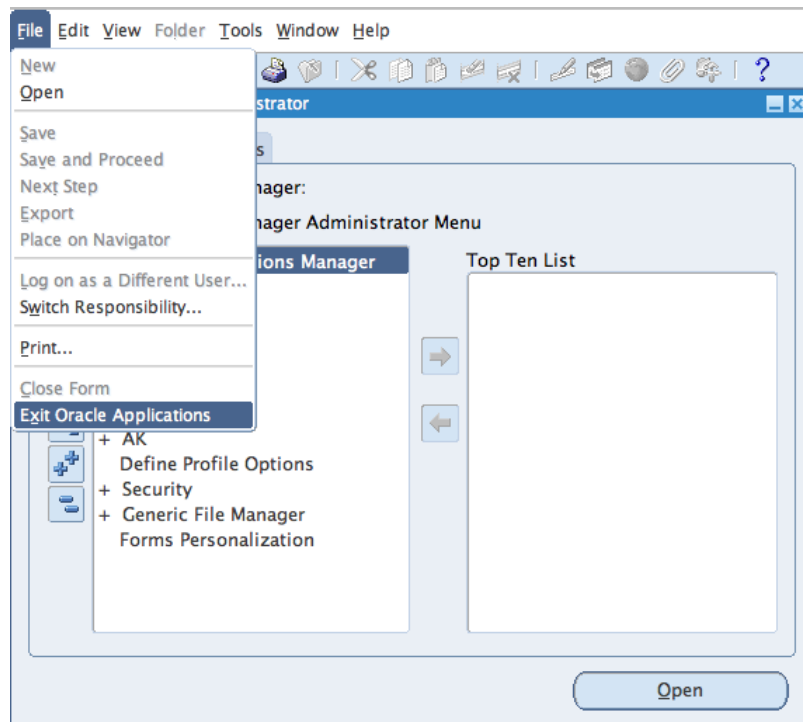 File Edit View Folder Tools Window Help
New
Open
strator
Save
s
Save and Proceed
Next Step
nager:
Export
nager Administrator Menu
Place on Navigator
ions Manager
Top Ten List
Log on as a Different User...
Switch Responsibility...
Print...
Close Form
Exit Oracle Applications
+ AK
Define Profile Options
+ Security
+ Generic File Manager
Forms Personalization
Open